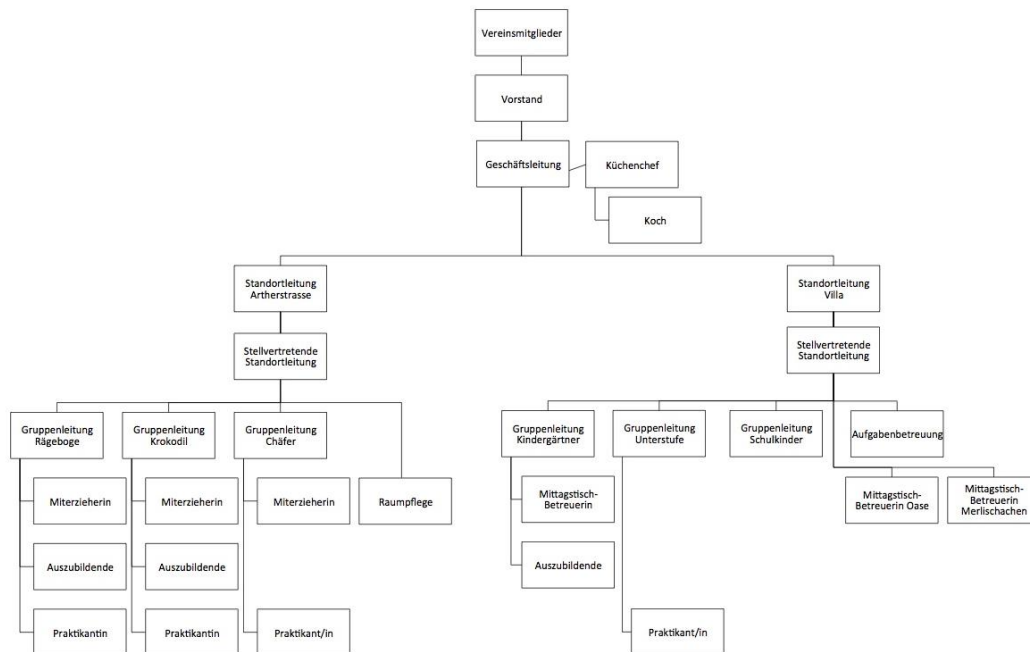 Vereinsmitglieder
Vorstand
Geschäftsleitung
Küchenchef
Koch
Standortleitung
Artherstrasse
Standortleitung
Villa
Stellvertretende
Standortleitung
Stellvertretende
Standortleitung
Gruppenleitung
Rägeboge
Gruppenleitung
Krokodil
Gruppenleitung
Chäfer
Gruppenleitung
Kindergärtner
Gruppenleitung
Unterstufe
Gruppenleitung
Schulkinder
Aufgabenbetreuung
Miterzieherin
Miterzieherin
Miterzieherin
Raumpflege
Mittagstisch-
Betreuerin
Mittagstisch-
Betreuerin Oase
Mittagstisch-
Betreuerin
Merlischachen
Auszubildende
Auszubildende
Auszubildende
Praktikantin
Praktikantin
Praktikant/in
Praktikant/in